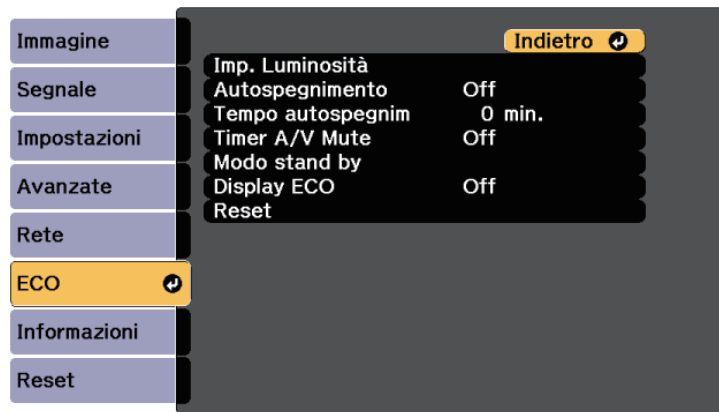 Immagine
Segnale
Impostazioni
Avanzate
Rete
ECO
Informazioni
Reset
Indietro
Imp. Luminosità
Autospegnimento Off
Tempo autospegnim 0 min.
Timer A/V Mute Off
Modo stand by
Display ECO Off
Reset